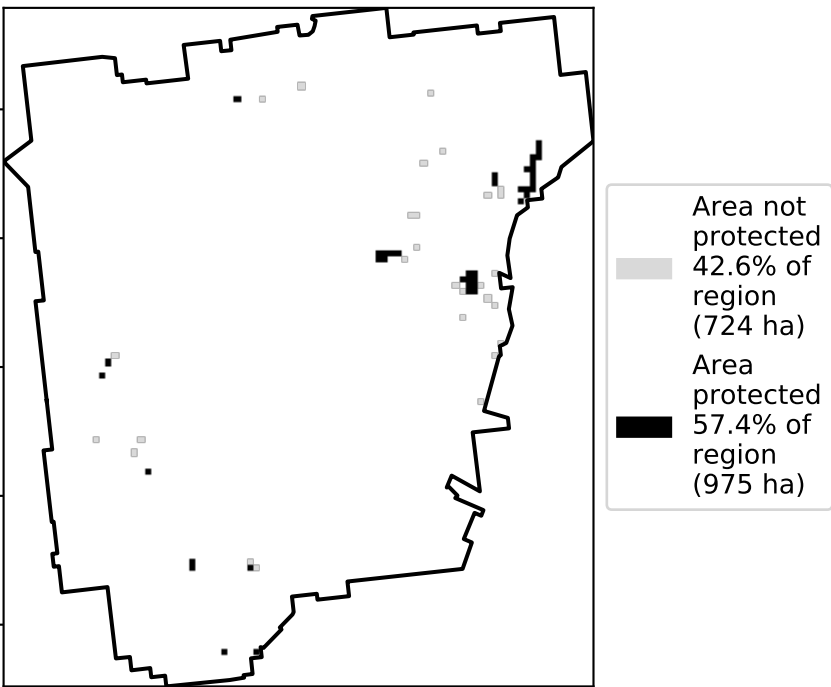 Area not
protected
42.6% of
region
(724 ha)
Area
protected
57.4% of
region
(975 ha)